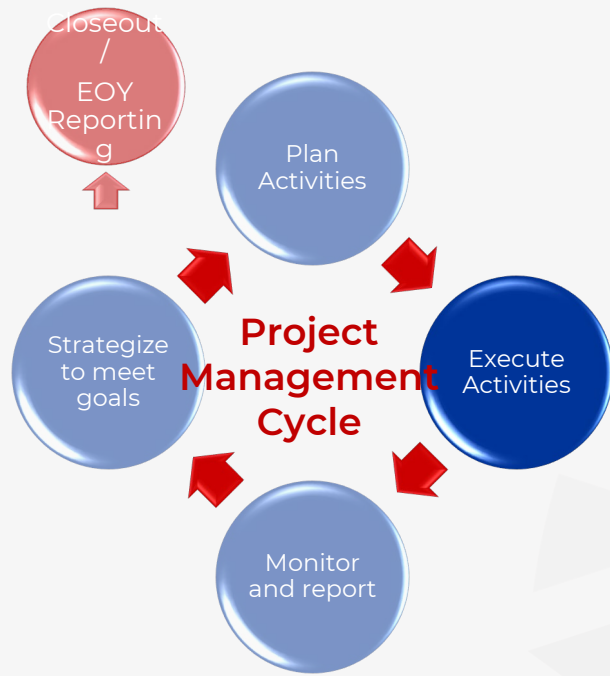 Closeout
/
EOY
Reportin
g
Plan
Activities
Strategize
to meet
goals
Project
Management
Cycle
Execute
Activities
Monitor
and report